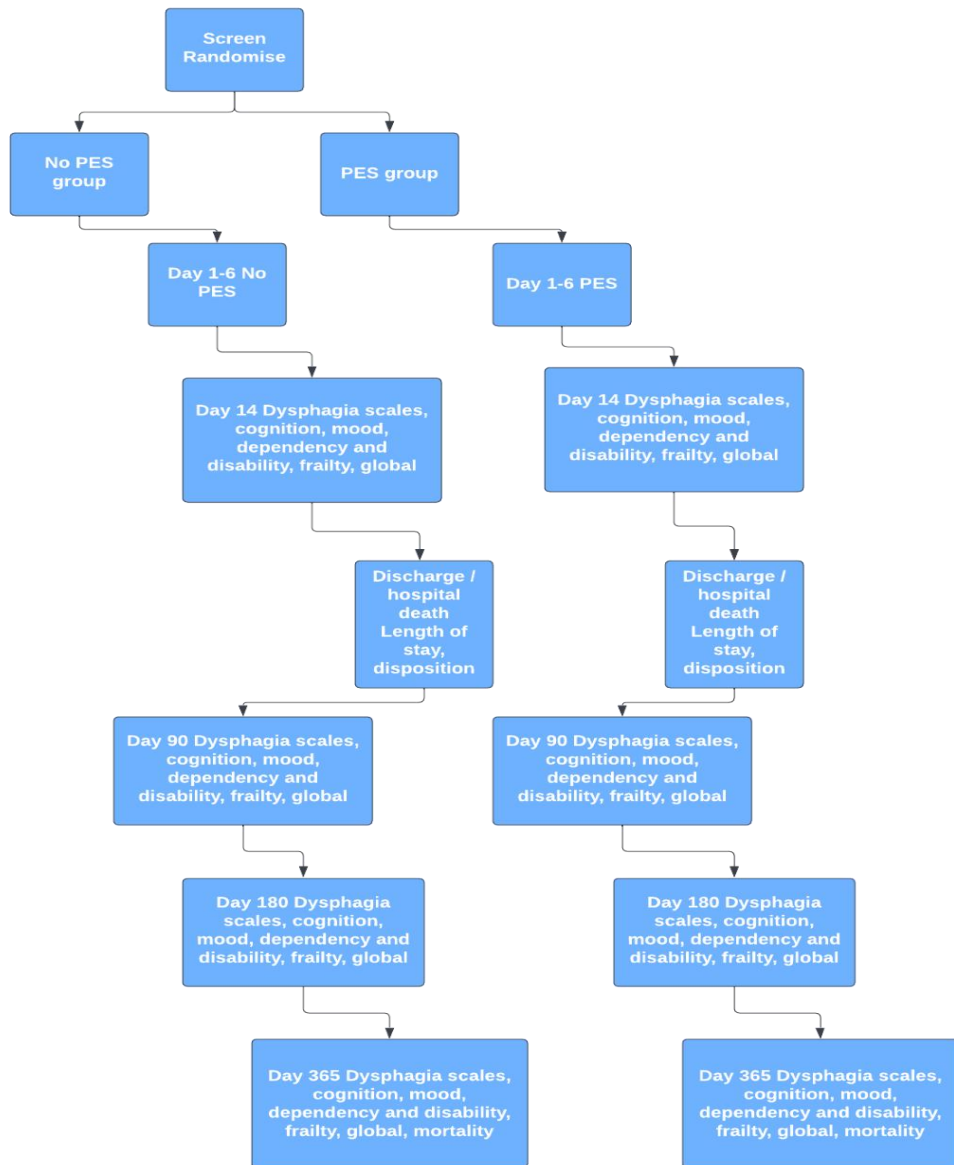 Screen
Randomise
No PES
group
PES group
Day 1-6 No
PES
Day 1-6 PES
Day 14 Dysphagia scales,
cognition, mood,
dependency and
disability, frailty, global
Day 14 Dysphagia scales,
cognition, mood,
dependency and
disability, frailty, global
Discharge /
hospital
death
Length of
stay,
disposition
Discharge /
hospital
death
Length of
stay,
disposition
Day 90 Dysphagia scales,
cognition, mood,
dependency and
disability, frailty, global
Day 90 Dysphagia scales,
cognition, mood,
dependency and
disability, frailty, global
Day 180 Dysphagia
scales, cognition,
mood, dependency and
disability, frailty, global
Day 180 Dysphagia
scales, cognition,
mood, dependency and
disability, frailty, global
Day 365 Dysphagia scales,
cognition, mood,
dependency and disability,
frailty, global, mortality
Day 365 Dysphagia scales,
cognition, mood,
dependency and disability,
frailty, global, mortality